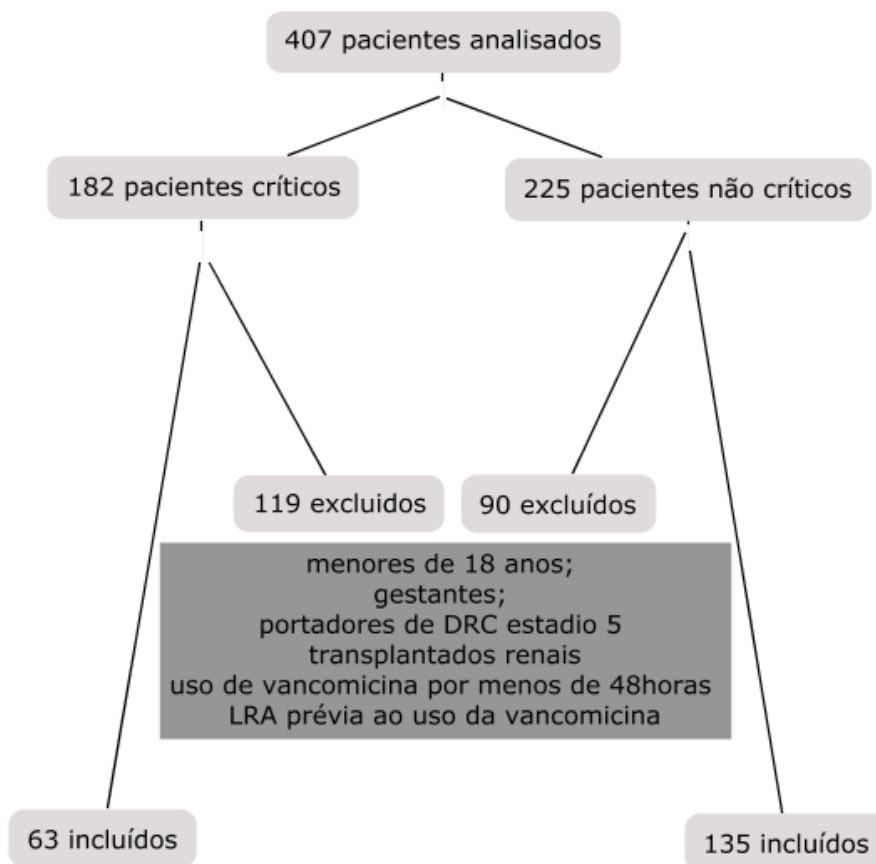 407 pacientes analisados
182 pacientes críticos
225 pacientes não críticos
119 excluidos
90 excluídos
menores de 18 anos;
gestantes;
portadores de DRC estadio 5
transplantados renais
uso de vancomicina por menos de 48horas
LRA prévia ao uso da vancomicina
63 incluídos
135 incluídos